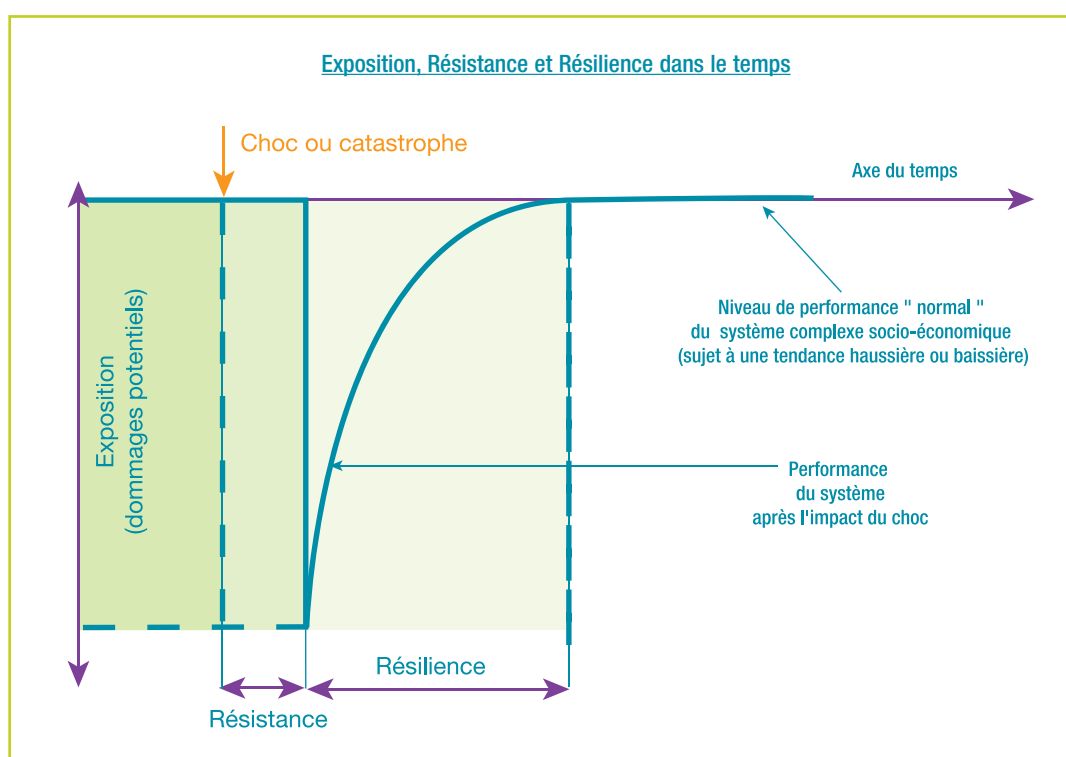 Exposition, Résistance et Résilience dans le temps
Choc ou catastrophe
Axe du temps
Exposition
(dommages potentiels)
Niveau de performance " normal "
du système complexe socio-économique
(sujet à une tendance haussière ou baissière)
Performance
du système
après l'impact du choc
Résilience
Résistance